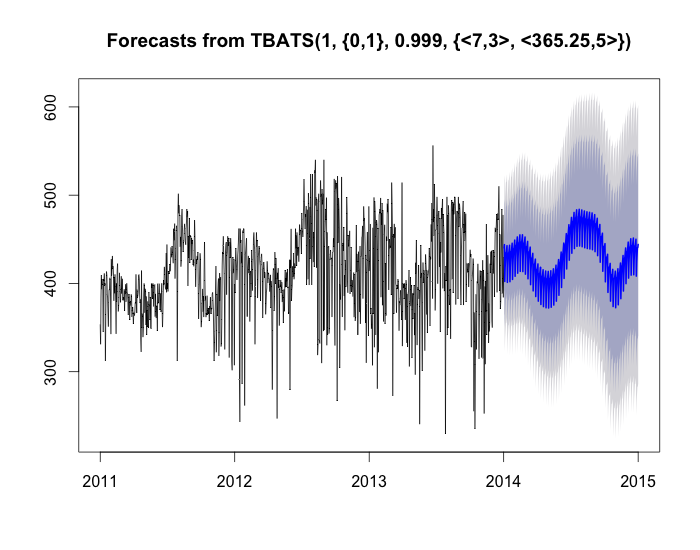 Forecasts from TBATS(1, {0,1}, 0.999, {<7,3>, <365.25,5>})
600
500
400
300
2011 2012 2013 2014 2015